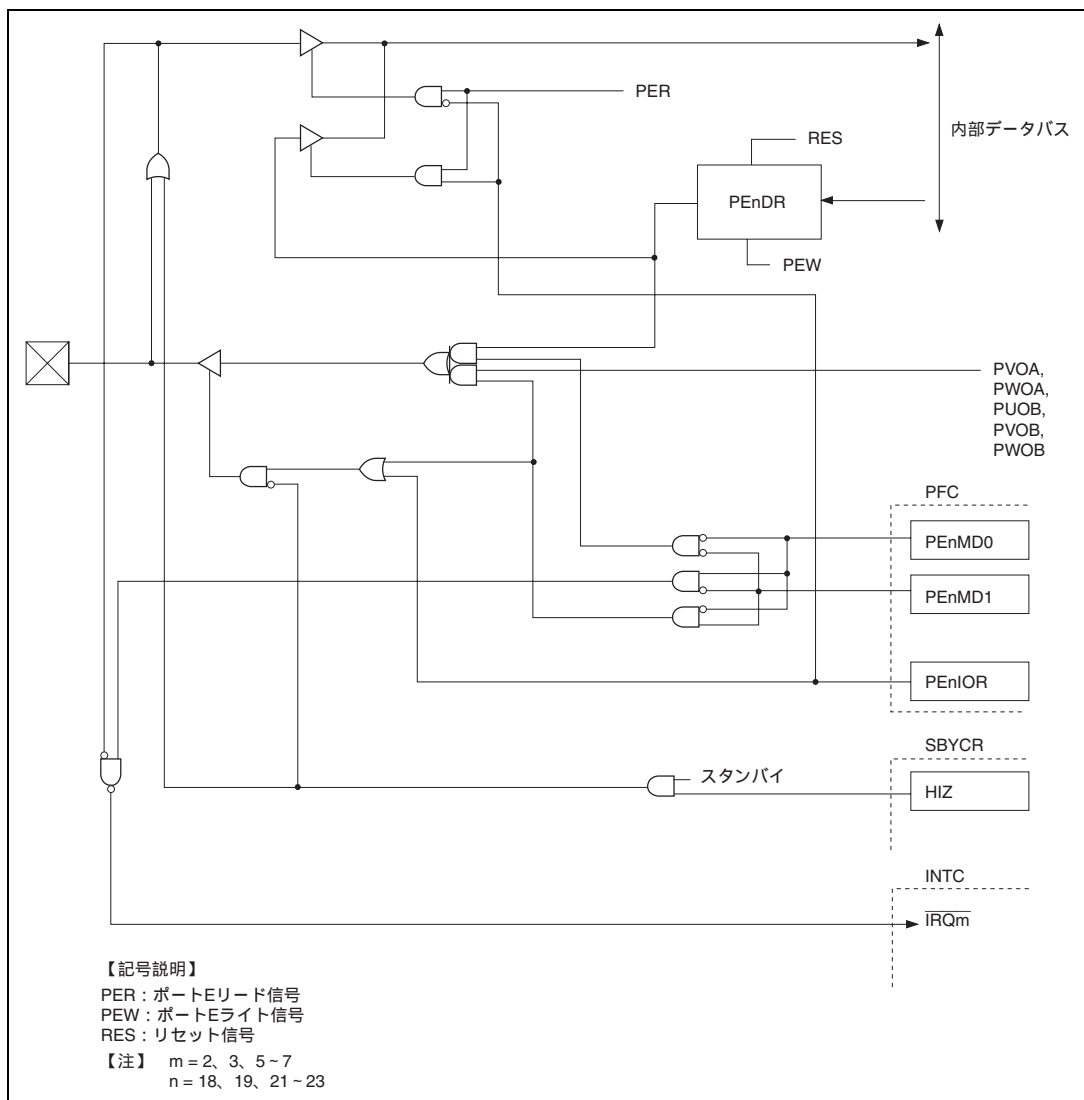 PER
内部データバス
RES
PEnDR
PEW
PVOA,
PWOA,
PUOB,
PVOB,
PWOB
PFC
PEnMD0
PEnMD1
PEnIOR
SBYCR
スタンバイ
HIZ
INTC
IRQm
【記号説明】
PER：ポートEリード信号
PEW：ポートEライト信号
RES：リセット信号
【注】 m = 2、3、5～7
n = 18、19、21～23